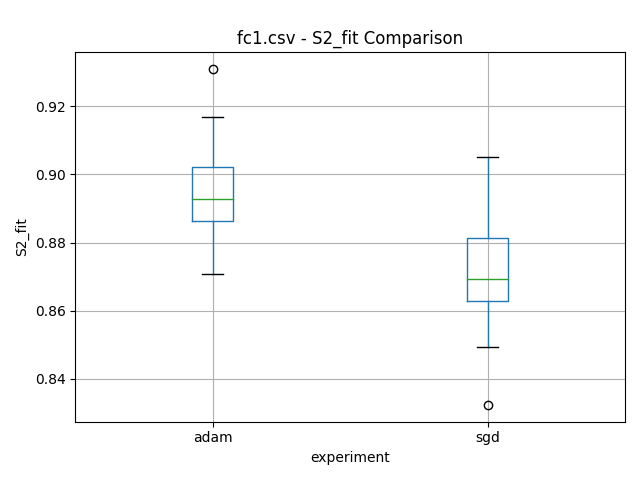 fc1.csv - S2_fit Comparison
0.92
0.90
0.88
0.86
0.84
S2_fit
adam
sgd
experiment